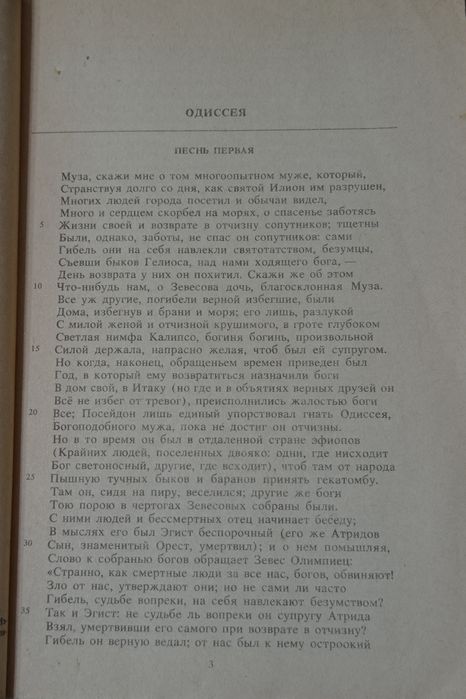 ОДИССЕЯ
ПЕСНЬ ПЕРВАЯ
Муза, скажи мне о том многоопытном муже, который,
Странствуя долго со дня, как святой Илион им разрушен,
Многих людей города посетил и обычаи видел,
Много и сердцем скорбел на морях, о спасенье заботясь
5 Жизни своей и возврате в отчизну сопутников; тщетны
Были, однако, заботы, не спас он сопутников: сами
Гибель они на себя навлекли святотатством, безумцы,
Съевши быков Гелиоса, над нами ходящего бога, —
День возврата у них он похитил. Скажи же об этом
10 Что-нибудь нам, о Зевесова дочь, благосклонная Муза.
Все уж другие, погибели верной избегшие, были
Дома, избегнув и брани и моря; его лишь, разлукой
С милой женой и отчизной крушимого, в гроте глубоком
Светлая нимфа Калипсо, богиня богинь, произвольной
15 Силой держала, напрасно желая, чтоб был ей супругом.
Но когда, наконец, обращеньем времен приведен был
Год, в который ему возвратиться назначили боги
В дом свой, в Итаку (но где и в объятиях верных друзей он
Всё не избег от тревог), преисполнились жалостью боги
20 Все; Посейдон лишь единый упорствовал гнать Одиссея,
Богоподобного мужа, пока не достиг он отчизны.
Но в то время он был в отдаленной стране эфиопов
(Крайних людей, поселенных двояко: одни, где нисходит
Бог светоносный, другие, где всходит), чтоб там от народа
25 Пышную тучных быков и баранов принять гекатомбу.
Там он, сидя на пиру, веселился; другие же боги
Тою порою в чертогах Зевесовых собраны были.
С ними людей и бессмертных отец начинает беседу;
В мыслях его был Эгист беспорочный (его же Атридов
30 Сын, знаменитый Орест, умертвил); и о нем помышляя,
Слово к собранью богов обращает Зевес Олимпиец:
«Странно, как смертные люди за все нас, богов, обвиняют!
Зло от нас, утверждают они; но не сами ли часто
Гибель, судьбе вопреки, на себя навлекают безумством?
35 Так и Эгист: не судьбе ль вопреки он супругу Атрида
Взял, умертвивши его самого при возврате в отчизну?
Гибель он верную ведал; от нас был к нему остроокий
3